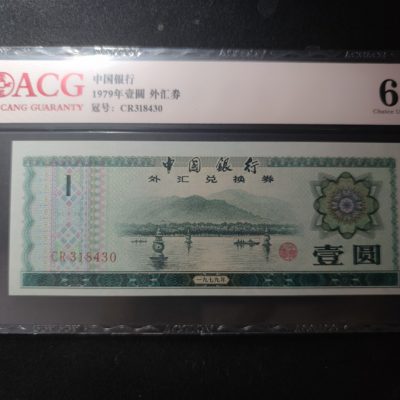 ACG
CANG GUARANTY
中国银行
1979年壹圆 外汇券
冠号: CR318430
6
中国银行
外汇兑换券
1
CR318430
壹圆
一九七九年